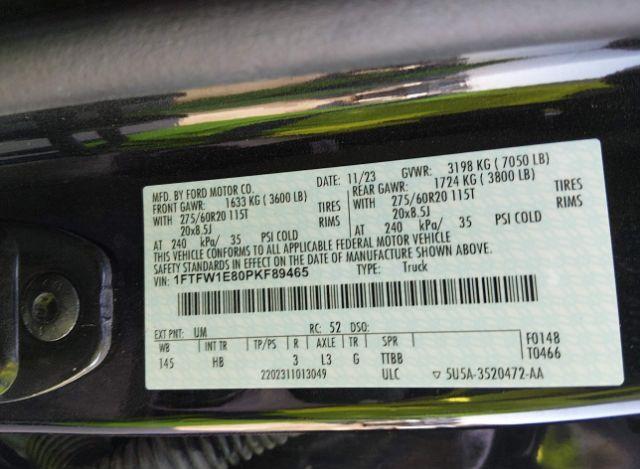 MFD. BY FORD MOTOR CO.
DATE: 11/23 GVWR: 3198 KG ( 7050 LB)
FRONT GAWR: 1633 KG ( 3600 LB) REAR GAWR: 1724 KG ( 3800 LB)
WITH 275/60R20 115T TIRES WITH 275/60R20 115T TIRES
20x8.5J RIMS 20x8.5J RIMS
AT 240 kPa/ 35 PSI COLD AT 240 kPa/ 35 PSI COLD
THIS VEHICLE CONFORMS TO ALL APPLICABLE FEDERAL MOTOR VEHICLE
SAFETY STANDARDS IN EFFECT ON THE DATE OF MANUFACTURE SHOWN ABOVE.
VIN: 1FTFW1E80PKF89465 TYPE: Truck
EXT PNT: UM RC: 52 DSO:
WB INT TR TP/PS R AXLE TR SPR F0148
145 HB 3 L3 G TTBB T0466
2202311013049 ULC ▽ 5U5A-3520472-AA